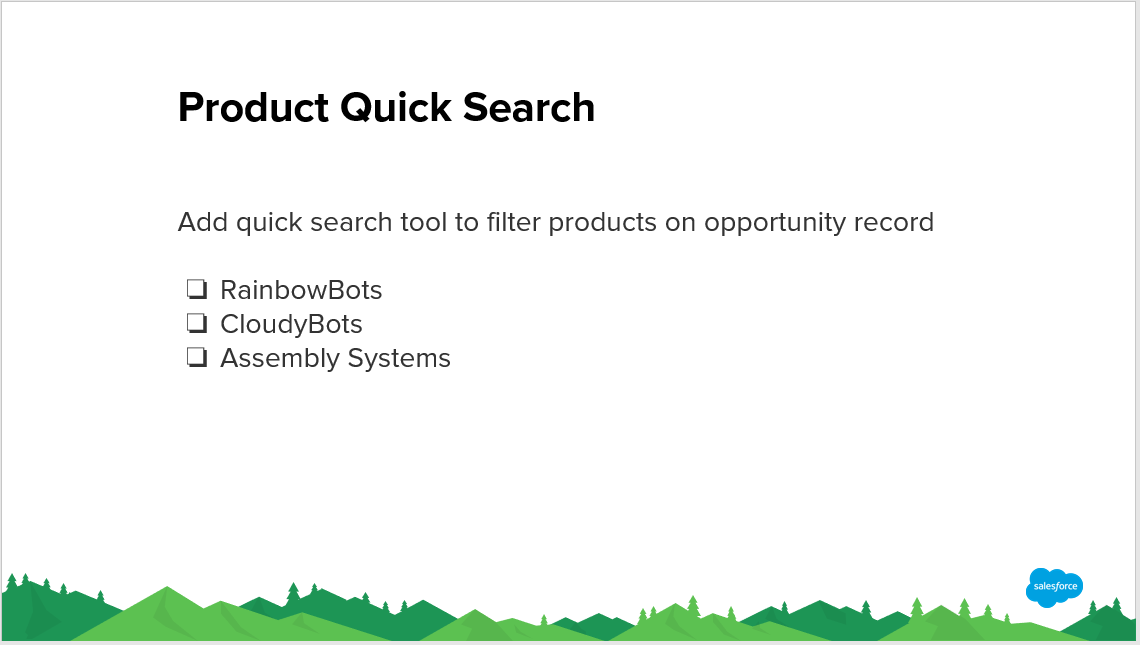 Product Quick Search
Add quick search tool to filter products on opportunity record
❏ RainbowBots
❏ CloudyBots
❏ Assembly Systems
salesforce